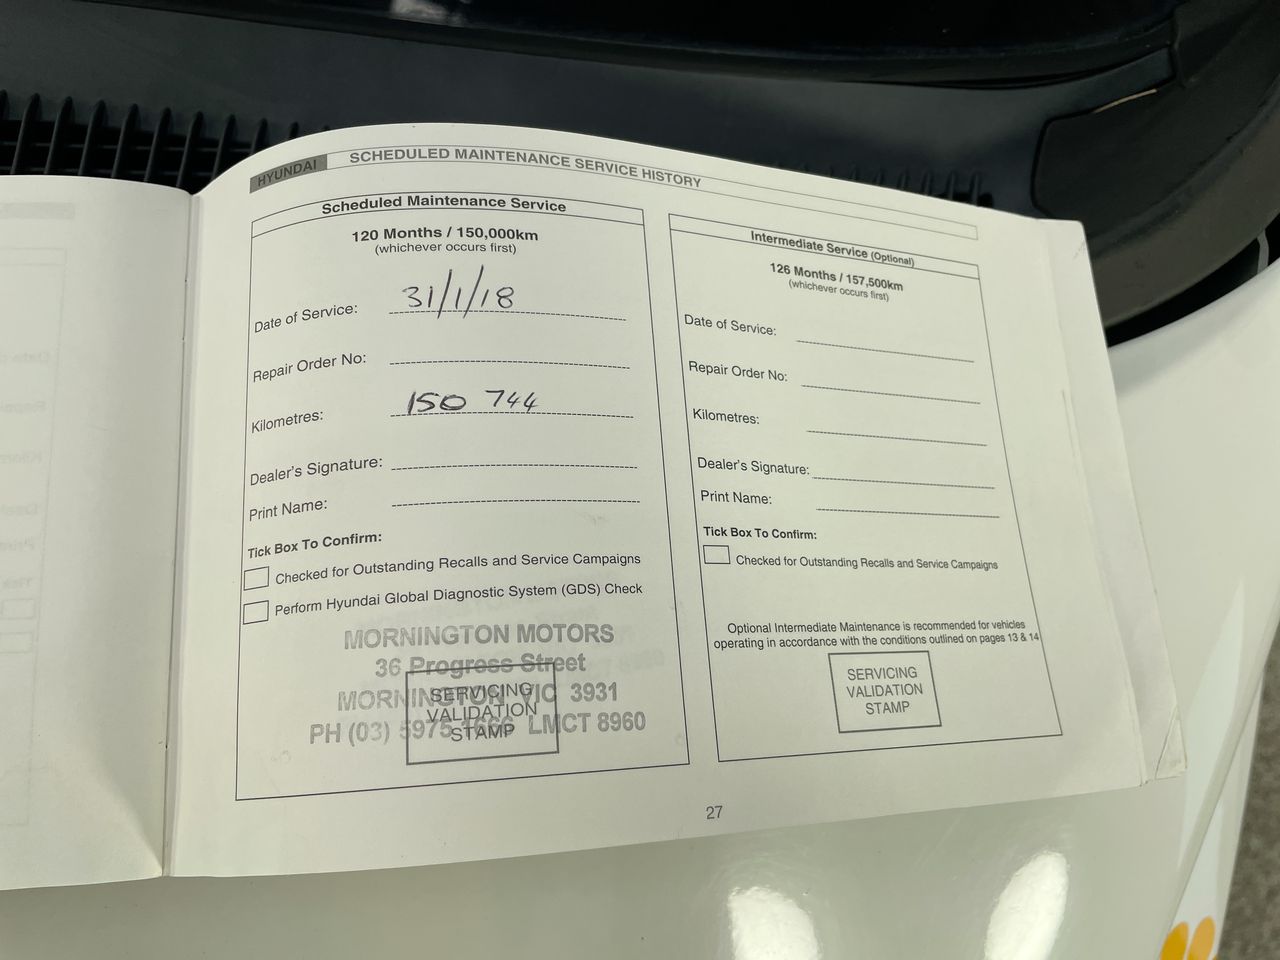 HYUNDAI SCHEDULED MAINTENANCE SERVICE HISTORY
Scheduled Maintenance Service
120 Months / 150,000km
(whichever occurs first)
Date of Service: 31/1/18
Repair Order No:
Kilometres: 150 744
Dealer's Signature:
Print Name:
Tick Box To Confirm:
Checked for Outstanding Recalls and Service Campaigns
Perform Hyundai Global Diagnostic System (GDS) Check
MORNINGTON MOTORS
36 Progress Street
MORNINGTON VIC 3931
PH (03) 5975 1666 LMCT 8960
SERVICING
VALIDATION
STAMP
Intermediate Service (Optional)
126 Months / 157,500km
(whichever occurs first)
Date of Service:
Repair Order No:
Kilometres:
Dealer's Signature:
Print Name:
Tick Box To Confirm:
Checked for Outstanding Recalls and Service Campaigns
Optional Intermediate Maintenance is recommended for vehicles
operating in accordance with the conditions outlined on pages 13 & 14
SERVICING
VALIDATION
STAMP
27